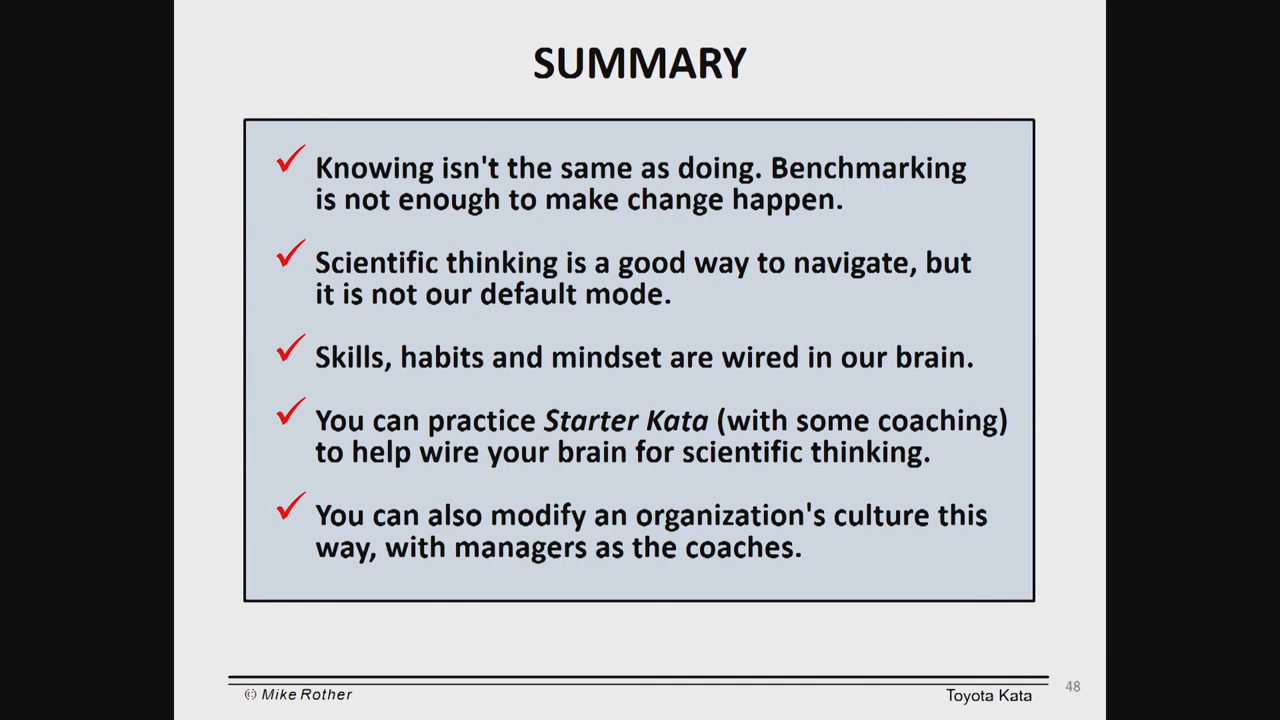 SUMMARY
Knowing isn't the same as doing. Benchmarking
is not enough to make change happen.
Scientific thinking is a good way to navigate, but
it is not our default mode.
Skills, habits and mindset are wired in our brain.
You can practice Starter Kata (with some coaching)
to help wire your brain for scientific thinking.
You can also modify an organization's culture this
way, with managers as the coaches.
© Mike Rother
Toyota Kata
48